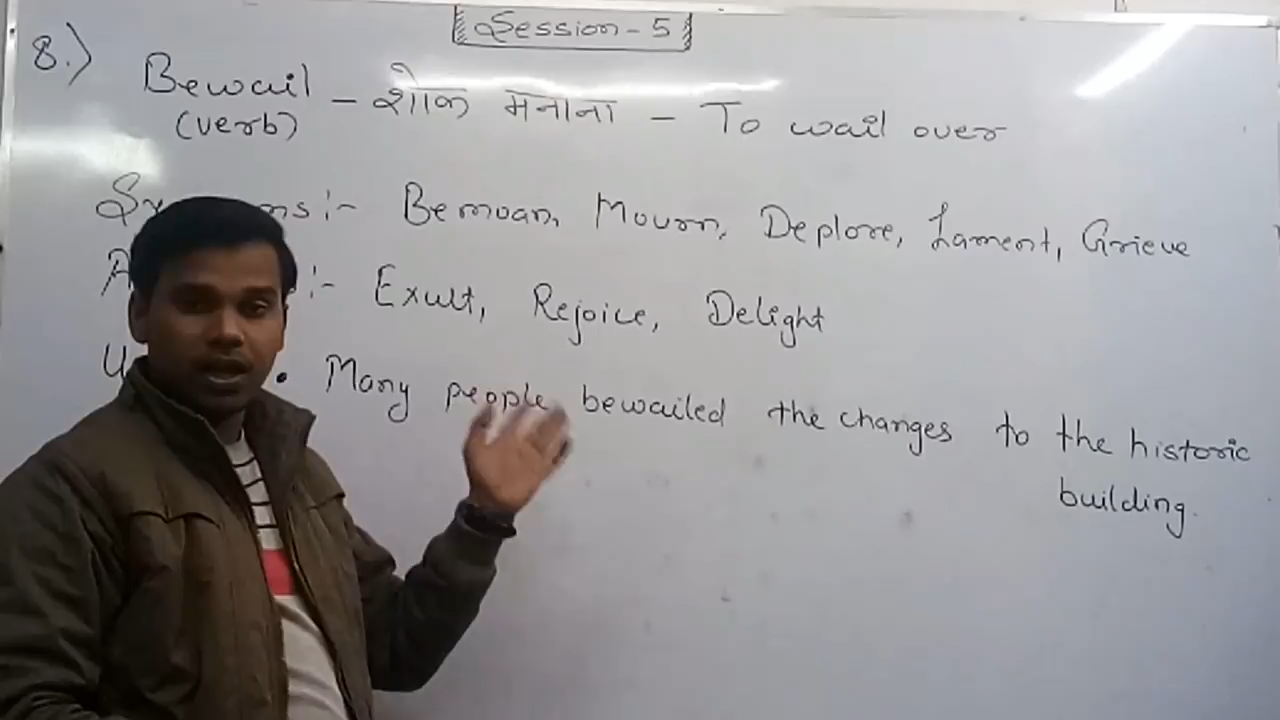 Session - 5
8.)
Bewail - शोक मनाना - To wail over
(verb)
:- Bemoan, Mourn, Deplore, Lament, Grieve
:- Exult, Rejoice, Delight
• Many people bewailed the changes to the historic
building.